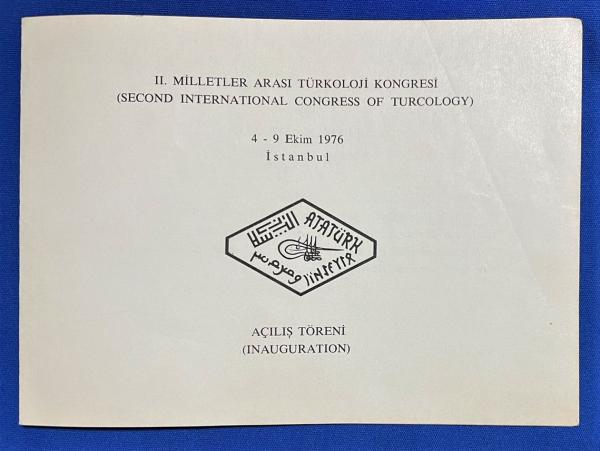 II. MİLLETLER ARASI TÜRKOLOJİ KONGRESİ
(SECOND INTERNATIONAL CONGRESS OF TURCOLOGY)
4 - 9 Ekim 1976
İstanbul
ATATÜRK
AÇILIŞ TÖRENİ
(INAUGURATION)